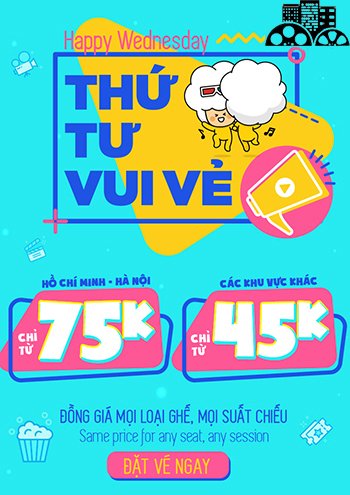 Happy Wednesday
THỨ
TƯ
VUI VẺ
HỒ CHÍ MINH - HÀ NỘI
CHỈ TỪ 75K
CÁC KHU VỰC KHÁC
CHỈ TỪ 45K
ĐỒNG GIÁ MỌI LOẠI GHẾ, MỌI SUẤT CHIẾU
Same price for any seat, any session
ĐẶT VÉ NGAY